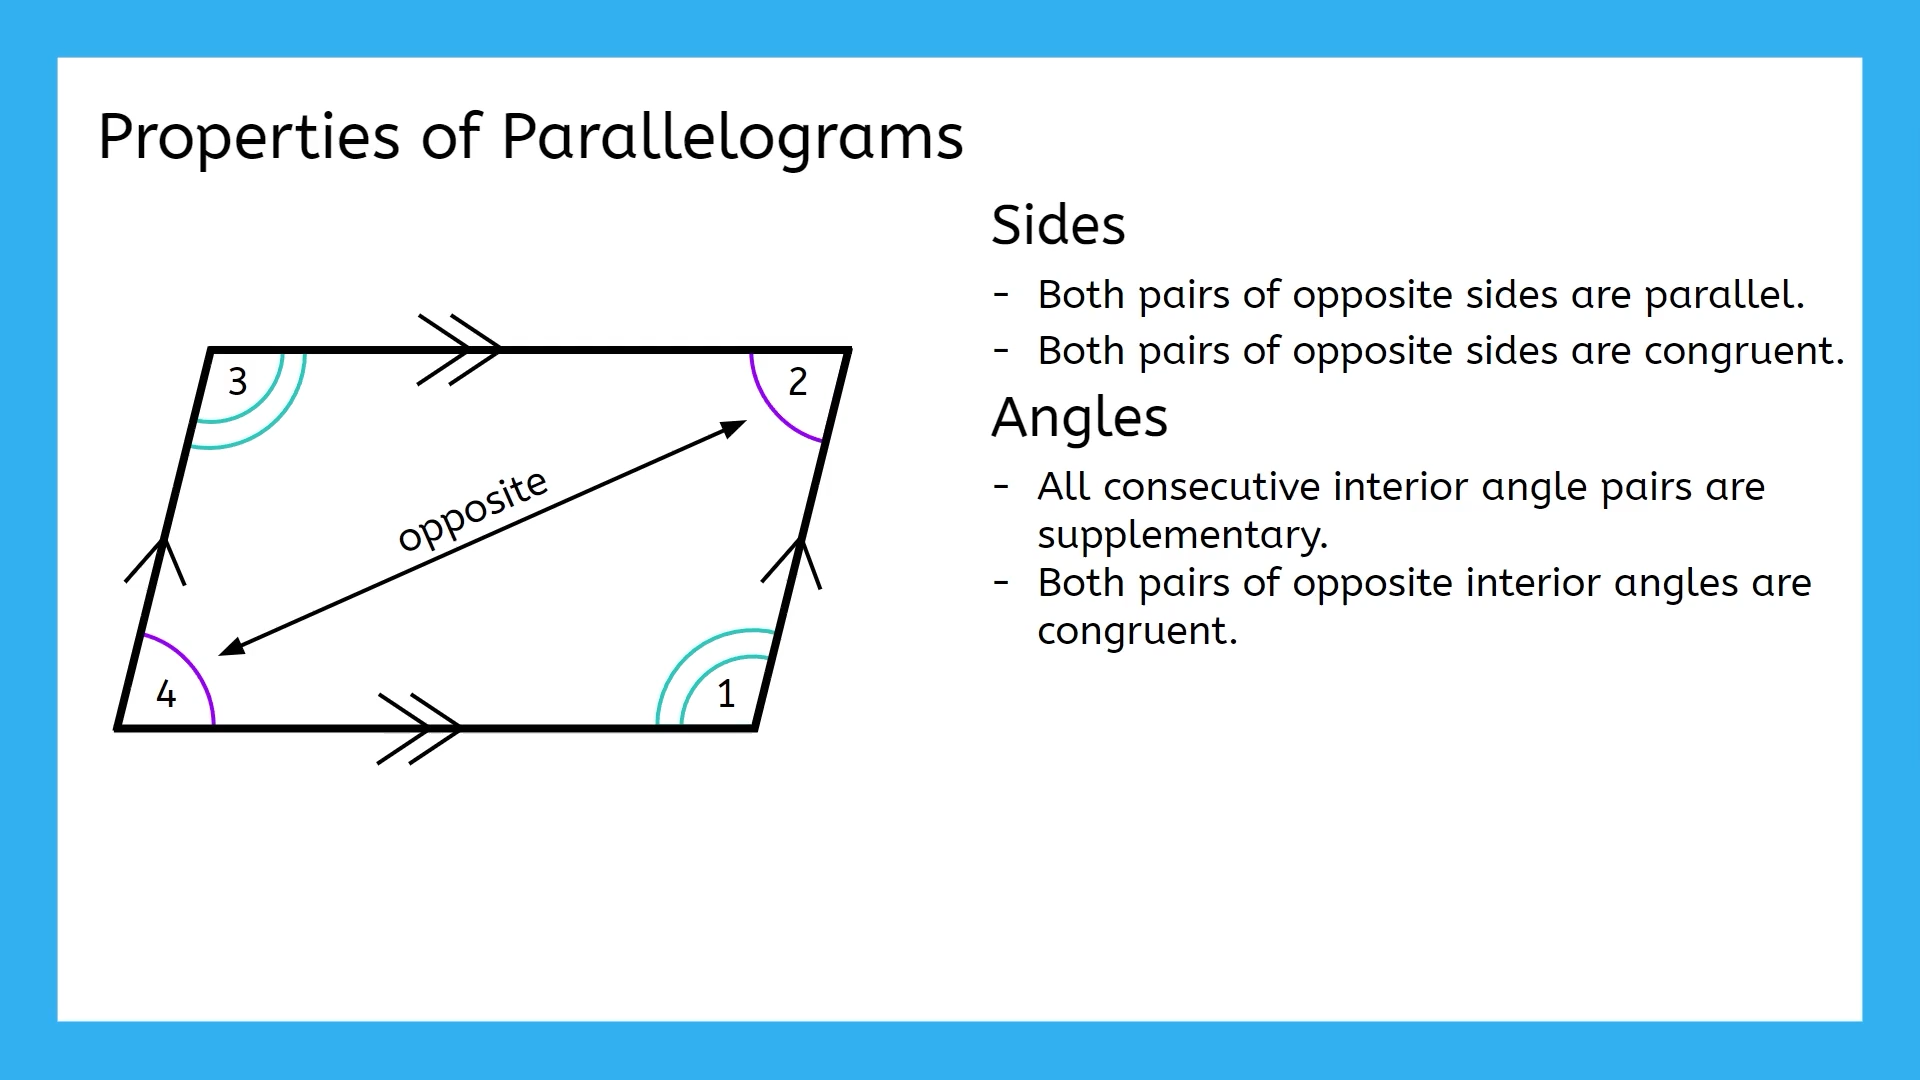 Properties of Parallelograms
3
2
opposite
4
1
Sides
- Both pairs of opposite sides are parallel.
- Both pairs of opposite sides are congruent.
Angles
- All consecutive interior angle pairs are
supplementary.
- Both pairs of opposite interior angles are
congruent.